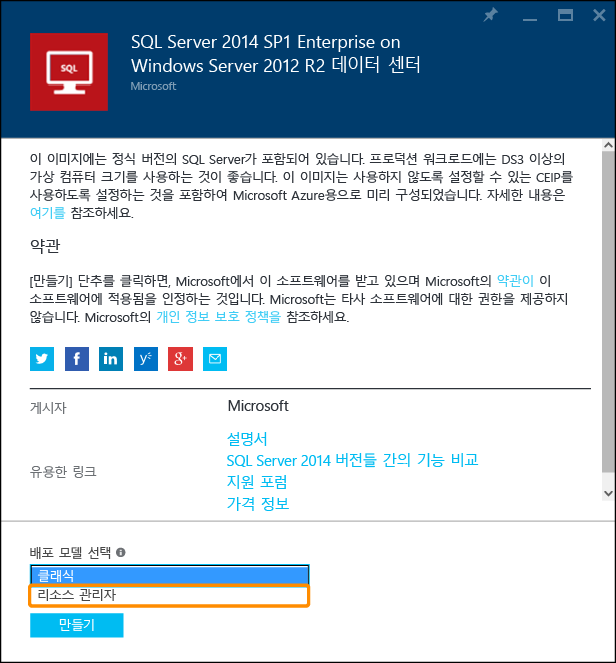 SQL
SQL Server 2014 SP1 Enterprise on
Windows Server 2012 R2 데이터 센터
Microsoft
이 이미지에는 정식 버전의 SQL Server가 포함되어 있습니다. 프로덕션 워크로드에는 DS3 이상의
가상 컴퓨터 크기를 사용하는 것이 좋습니다. 이 이미지는 사용하지 않도록 설정할 수 있는 CEIP를
사용하도록 설정하는 것을 포함하여 Microsoft Azure용으로 미리 구성되었습니다. 자세한 내용은
여기를 참조하세요.
약관
[만들기] 단추를 클릭하면, Microsoft에서 이 소프트웨어를 받고 있으며 Microsoft의 약관이 이
소프트웨어에 적용됨을 인정하는 것입니다. Microsoft는 타사 소프트웨어에 대한 권한을 제공하지
않습니다. Microsoft의 개인 정보 보호 정책을 참조하세요.
게시자 Microsoft
설명서
SQL Server 2014 버전들 간의 기능 비교
유용한 링크
지원 포럼
가격 정보
배포 모델 선택
클래식
리소스 관리자
만들기